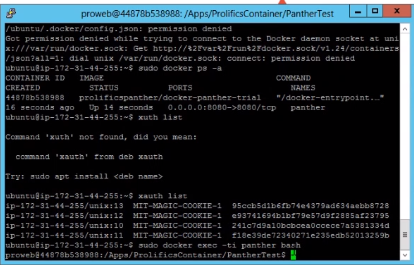 proweb@44878b538988: /Apps/ProlificsContainer/PantherTest
/ubuntu/.docker/config.json: permission denied
Got permission denied while trying to connect to the Docker daemon socket at uni
x:///var/run/docker.sock: Get http://%2Fvar%2Frun%2Fdocker.sock/v1.24/containers
/json?all=1: dial unix /var/run/docker.sock: connect: permission denied
ubuntu@ip-172-31-44-255:~$ sudo docker ps -a
CONTAINER ID IMAGE COMMAND
CREATED STATUS PORTS NAMES
44878b538988 prolificspanther/docker-panther-trial "/docker-entrypoint.…"
16 seconds ago Up 14 seconds 0.0.0.0:8080->8080/tcp panther
ubuntu@ip-172-31-44-255:~$ xuth list
Command 'xuth' not found, did you mean:
command 'xauth' from deb xauth
Try: sudo apt install <deb name>
ubuntu@ip-172-31-44-255:~$ xauth list
ip-172-31-44-255/unix:13 MIT-MAGIC-COOKIE-1 95ccb5d1b6fb74e4379ad634aebb8728
ip-172-31-44-255/unix:12 MIT-MAGIC-COOKIE-1 e93741694b1bf79e57d9f2885af23795
ip-172-31-44-255/unix:10 MIT-MAGIC-COOKIE-1 241c7d9a10bcbcea0ccece7a5381334d
ip-172-31-44-255/unix:11 MIT-MAGIC-COOKIE-1 f18e39de72340271e235edb52013259b
ubuntu@ip-172-31-44-255:~$ sudo docker exec -ti panther bash
proweb@44878b538988:/Apps/ProlificsContainer/PantherTest$